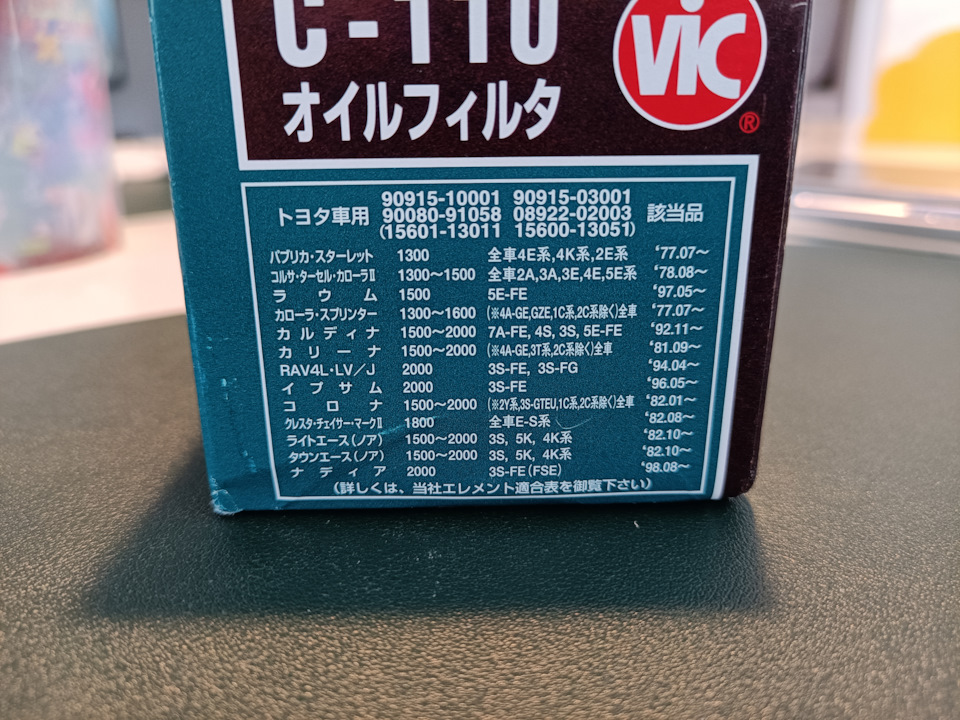 C-110
VIC
®
オイルフィルタ
トヨタ車用 90915-10001 90915-03001 該当品
90080-91058 08922-02003
(15601-13011 15600-13051)
パブリカ・スターレット 1300 全車4E系,4K系,2E系 '77.07〜
コルサ・ターセル・カローラⅡ 1300〜1500 全車2A,3A,3E,4E,5E系 '78.08〜
ラウム 1500 5E-FE '97.05〜
カローラ・スプリンター 1300〜1600 (※4A-GE,GZE,1C系,2C系除く)全車 '77.07〜
カルディナ 1500〜2000 7A-FE, 4S, 3S, 5E-FE '92.11〜
カリーナ 1500〜2000 (※4A-GE,3T系,2C系除く)全車 '81.09〜
RAV4L・LV/J 2000 3S-FE, 3S-FG '94.04〜
イプサム 2000 3S-FE '96.05〜
コロナ 1500〜2000 (※2Y系,3S-GTEU,1C系,2C系除く)全車 '82.01〜
クレスタ・チェイサー・マークⅡ 1800 全車E-S系 '82.08〜
ライトエース(ノア) 1500〜2000 3S, 5K, 4K系 '82.10〜
タウンエース(ノア) 1500〜2000 3S, 5K, 4K系 '82.10〜
ナディア 2000 3S-FE(FSE) '98.08〜
(詳しくは、当社エレメント適合表を御覧下さい)